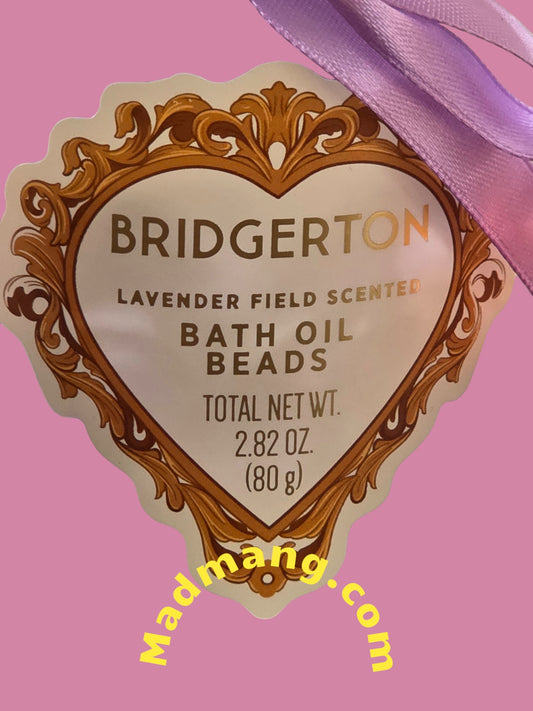 BRIDGERTON
LAVENDER FIELD SCENTED
BATH OIL
BEADS
TOTAL NET WT.
2.82 OZ.
(80 g)
Madmang.com